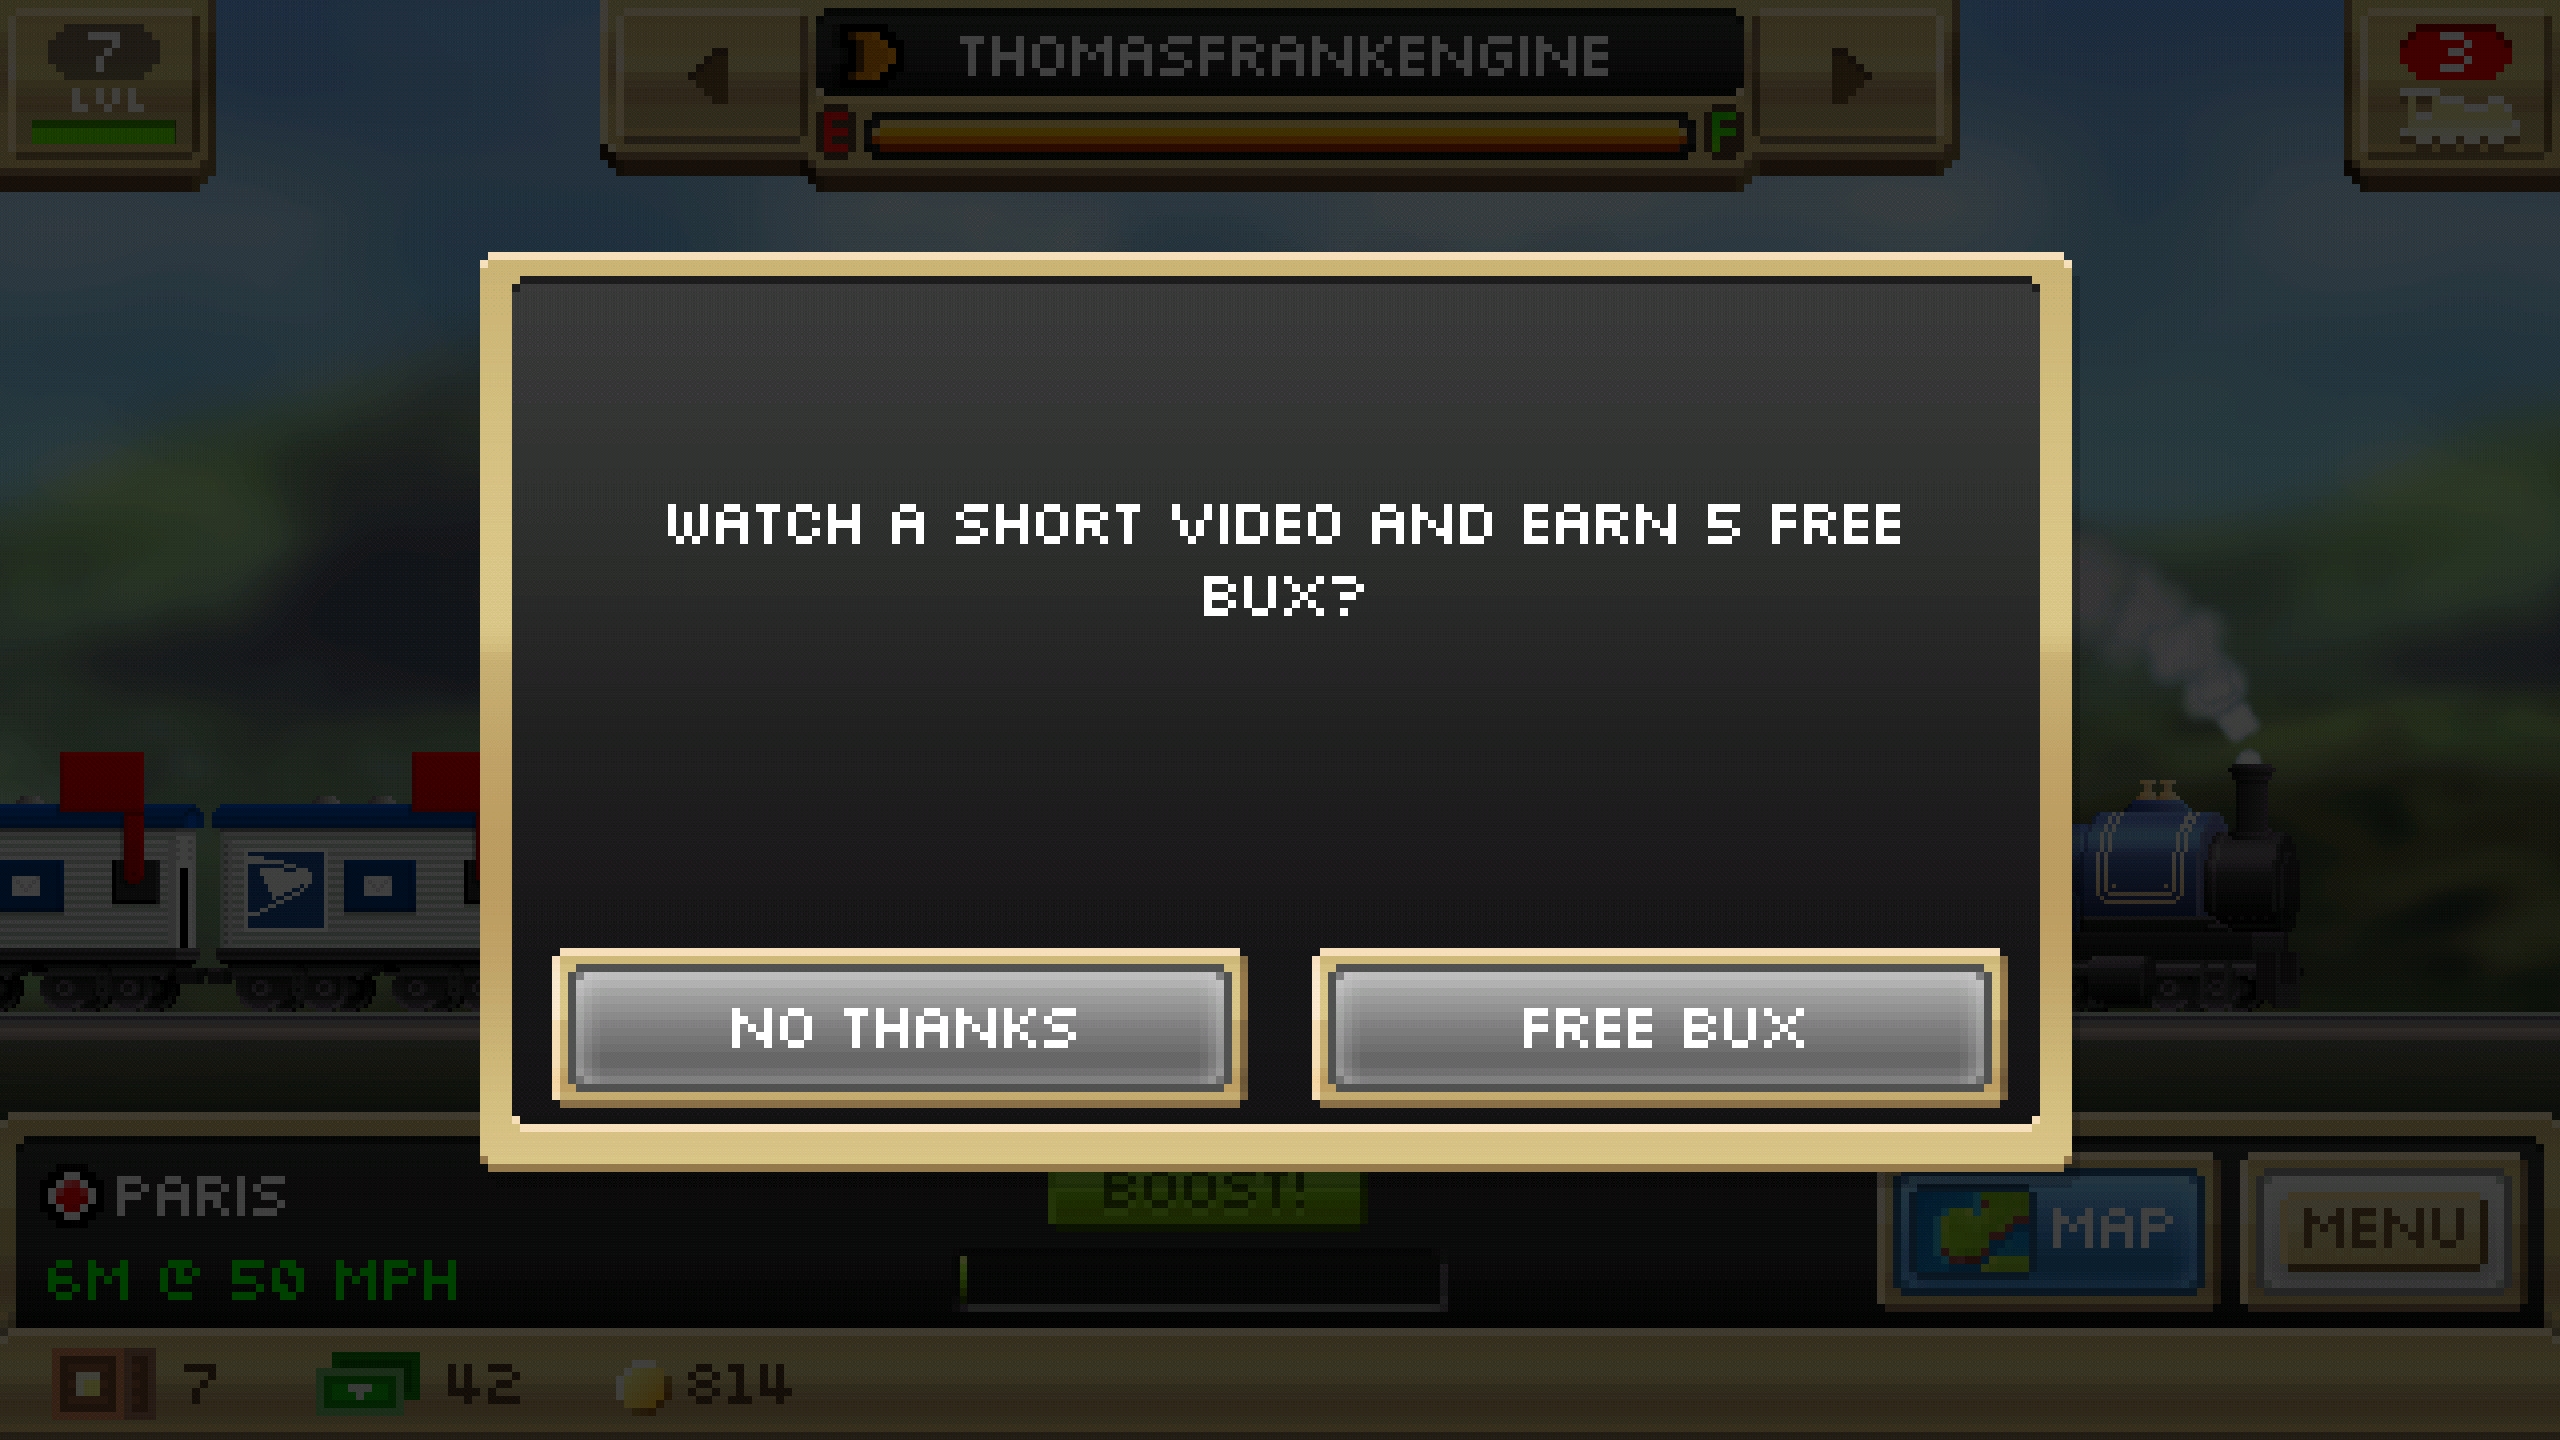 7
LVL
THOMASFRANKENGINE
E F
3
WATCH A SHORT VIDEO AND EARN 5 FREE
BUX?
NO THANKS
FREE BUX
PARIS
6M @ 50 MPH
BOOST!
MAP
MENU
7
42
814